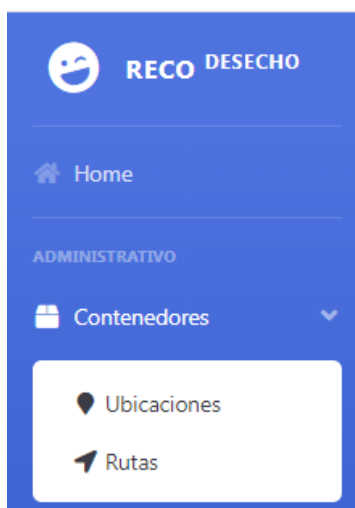 RECO DESECHO
Home
ADMINISTRATIVO
Contenedores
Ubicaciones
Rutas